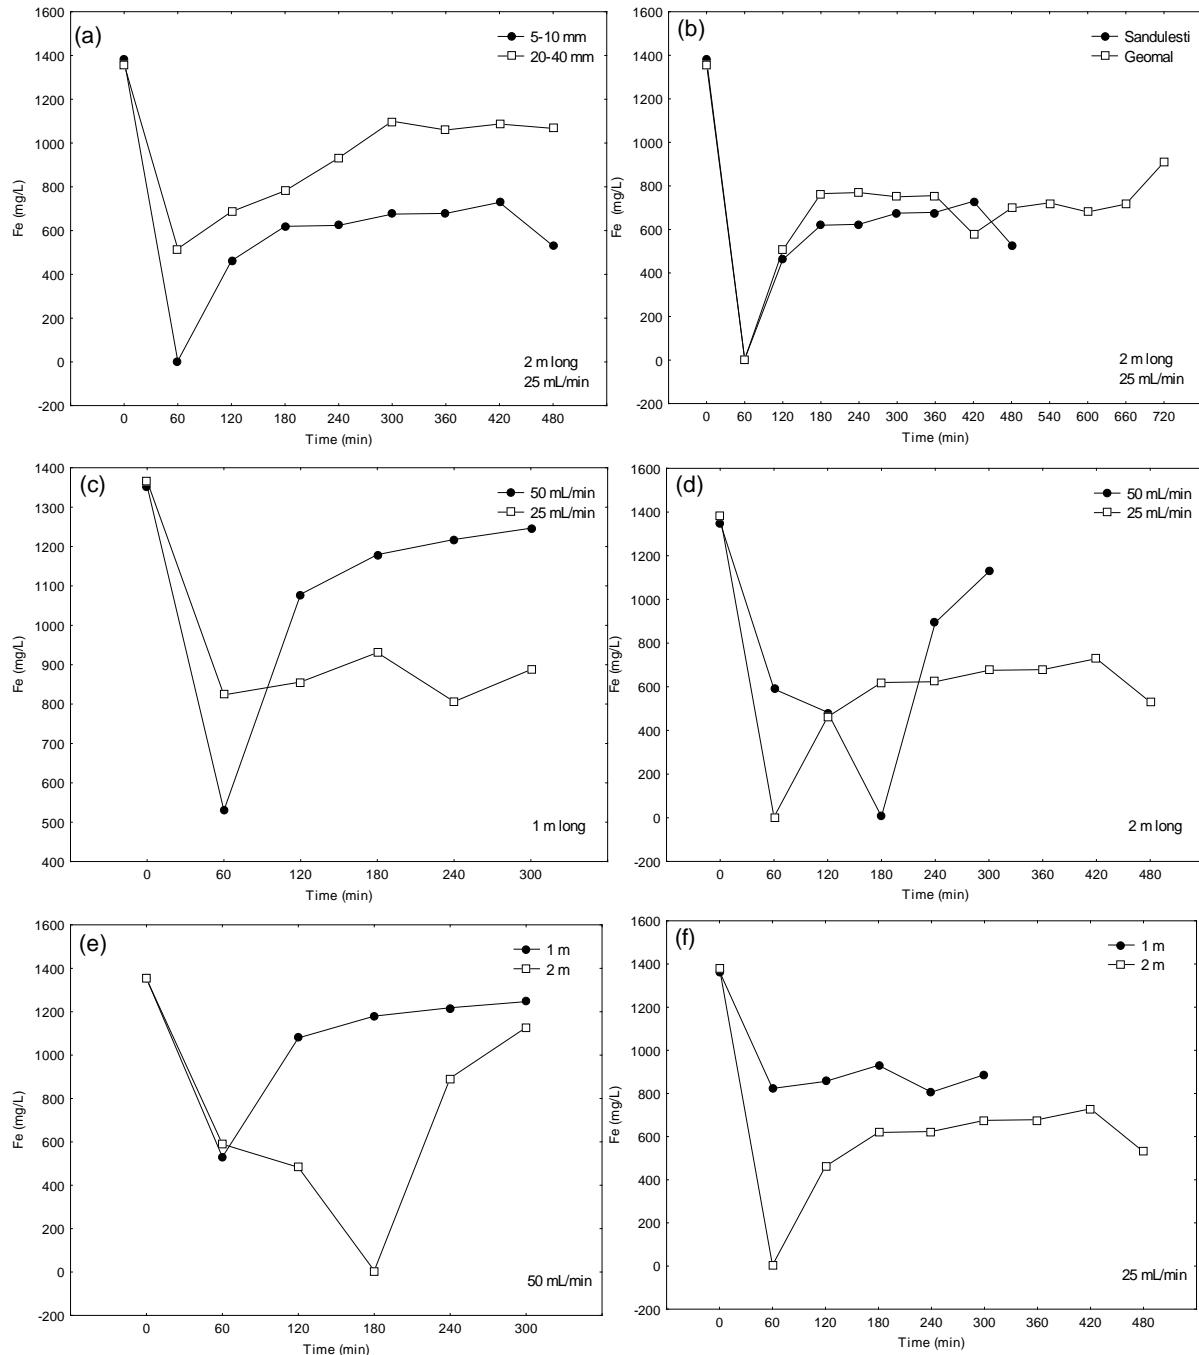 (a)
5-10 mm
20-40 mm
1600
1400
1200
1000
800
600
400
200
0
-200
Fe (mg/L)
2 m long
25 mL/min
0 60 120 180 240 300 360 420 480
Time (min)
(b)
Sandulesti
Geomal
1600
1400
1200
1000
800
600
400
200
0
-200
Fe (mg/L)
2 m long
25 mL/min
0 60 120 180 240 300 360 420 480 540 600 660 720
Time (min)
(c)
50 mL/min
25 mL/min
1400
1300
1200
1100
1000
900
800
700
600
500
400
Fe (mg/L)
1 m long
0 60 120 180 240 300
Time (min)
(d)
50 mL/min
25 mL/min
1600
1400
1200
1000
800
600
400
200
0
-200
Fe (mg/L)
2 m long
0 60 120 180 240 300 360 420 480
Time (min)
(e)
1 m
2 m
1600
1400
1200
1000
800
600
400
200
0
-200
Fe (mg/L)
50 mL/min
0 60 120 180 240 300
Time (min)
(f)
1 m
2 m
1600
1400
1200
1000
800
600
400
200
0
-200
Fe (mg/L)
25 mL/min
0 60 120 180 240 300 360 420 480
Time (min)